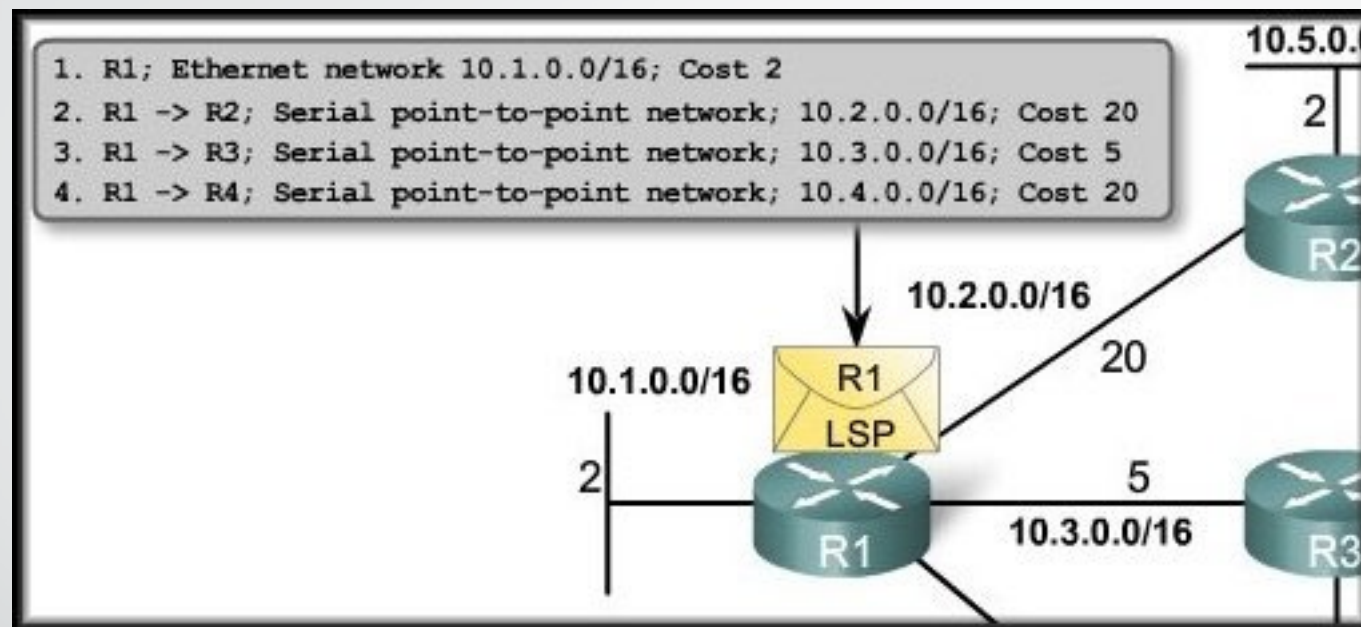 1. R1; Ethernet network 10.1.0.0/16; Cost 2
2. R1 -> R2; Serial point-to-point network; 10.2.0.0/16; Cost 20
3. R1 -> R3; Serial point-to-point network; 10.3.0.0/16; Cost 5
4. R1 -> R4; Serial point-to-point network; 10.4.0.0/16; Cost 20
10.5.0.
2
R2
10.2.0.0/16
20
10.1.0.0/16
R1
LSP
2
5
10.3.0.0/16
R1
R3